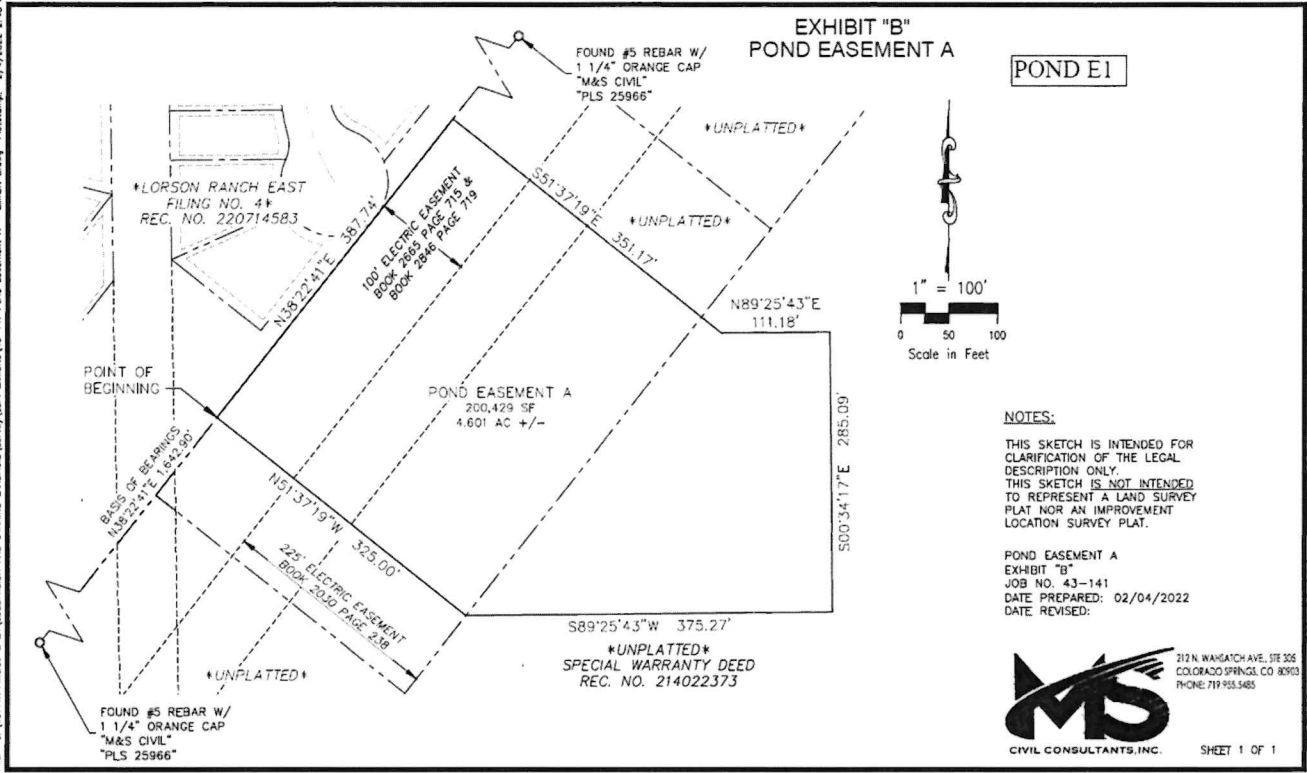 EXHIBIT "B"
POND EASEMENT A
POND E1
FOUND #5 REBAR W/
1 1/4" ORANGE CAP
"M&S CIVIL"
"PLS 25966"
*UNPLATTED*
*LORSON RANCH EAST
FILING NO. 4*
REC. NO. 220714583
N38°22'41"E 387.74'
100' ELECTRIC EASEMENT
BOOK 2665 PAGE 715 &
BOOK 2846 PAGE 719
S51°37'19"E
351.17'
*UNPLATTED*
N89°25'43"E
111.18'
1" = 100'
0 50 100
Scale in Feet
POINT OF
BEGINNING
POND EASEMENT A
200,429 SF
4.601 AC +/-
S00°34'17"E 285.09'
BASIS OF BEARINGS
N38°22'41"E 1,642.90'
N51°37'19"W 325.00'
225' ELECTRIC EASEMENT
BOOK 2030 PAGE 238
S89°25'43"W 375.27'
*UNPLATTED*
SPECIAL WARRANTY DEED
REC. NO. 214022373
*UNPLATTED*
FOUND #5 REBAR W/
1 1/4" ORANGE CAP
"M&S CIVIL"
"PLS 25966"
NOTES:
THIS SKETCH IS INTENDED FOR
CLARIFICATION OF THE LEGAL
DESCRIPTION ONLY.
THIS SKETCH IS NOT INTENDED
TO REPRESENT A LAND SURVEY
PLAT NOR AN IMPROVEMENT
LOCATION SURVEY PLAT.
POND EASEMENT A
EXHIBIT "B"
JOB NO. 43-141
DATE PREPARED: 02/04/2022
DATE REVISED:
MS
CIVIL CONSULTANTS, INC.
212 N. WAHSATCH AVE., STE 305
COLORADO SPRINGS, CO 80903
PHONE: 719.955.5485
SHEET 1 OF 1